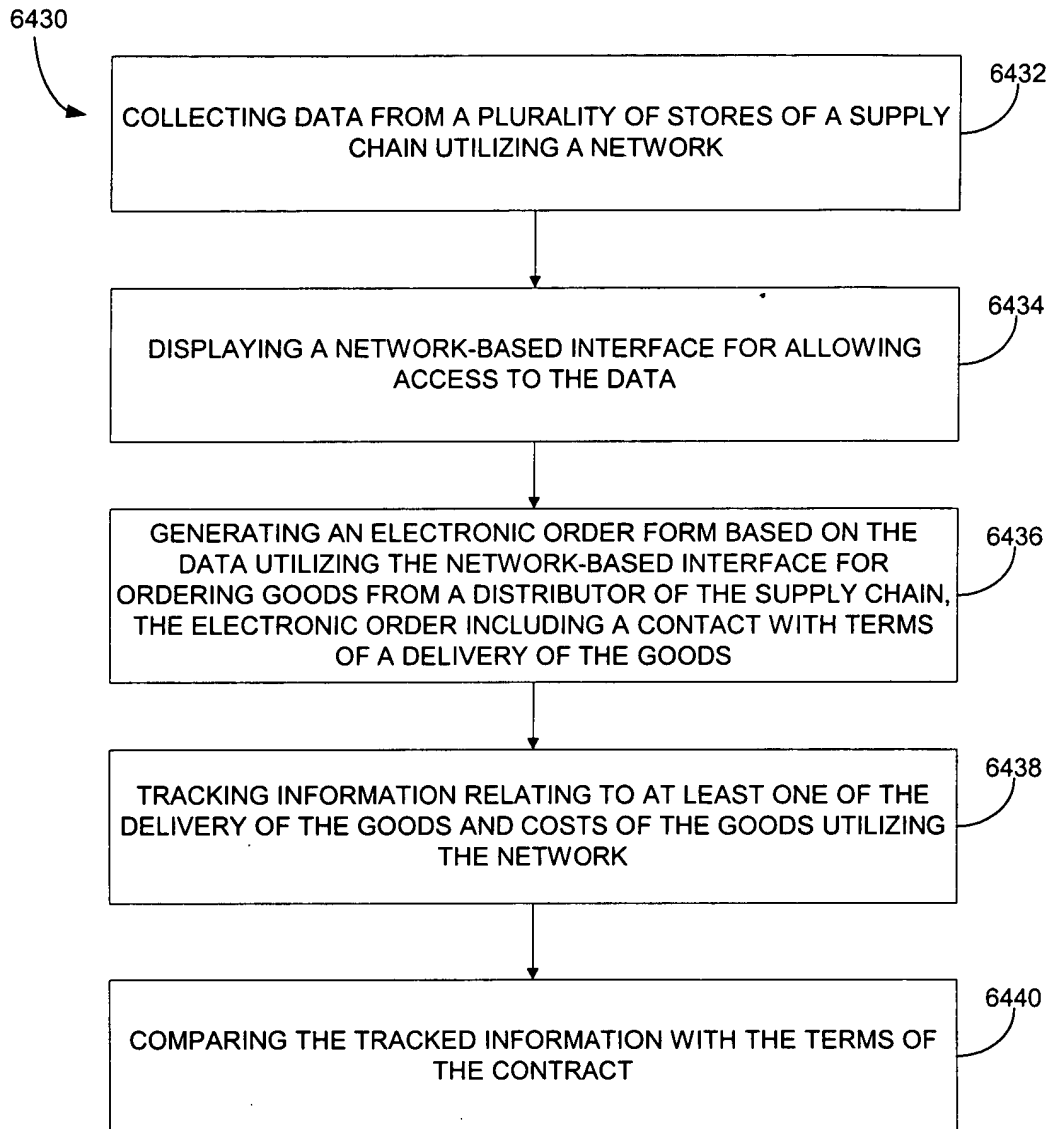 6430
6432
COLLECTING DATA FROM A PLURALITY OF STORES OF A SUPPLY
CHAIN UTILIZING A NETWORK
6434
DISPLAYING A NETWORK-BASED INTERFACE FOR ALLOWING
ACCESS TO THE DATA
6436
GENERATING AN ELECTRONIC ORDER FORM BASED ON THE
DATA UTILIZING THE NETWORK-BASED INTERFACE FOR
ORDERING GOODS FROM A DISTRIBUTOR OF THE SUPPLY CHAIN,
THE ELECTRONIC ORDER INCLUDING A CONTACT WITH TERMS
OF A DELIVERY OF THE GOODS
6438
TRACKING INFORMATION RELATING TO AT LEAST ONE OF THE
DELIVERY OF THE GOODS AND COSTS OF THE GOODS UTILIZING
THE NETWORK
6440
COMPARING THE TRACKED INFORMATION WITH THE TERMS OF
THE CONTRACT